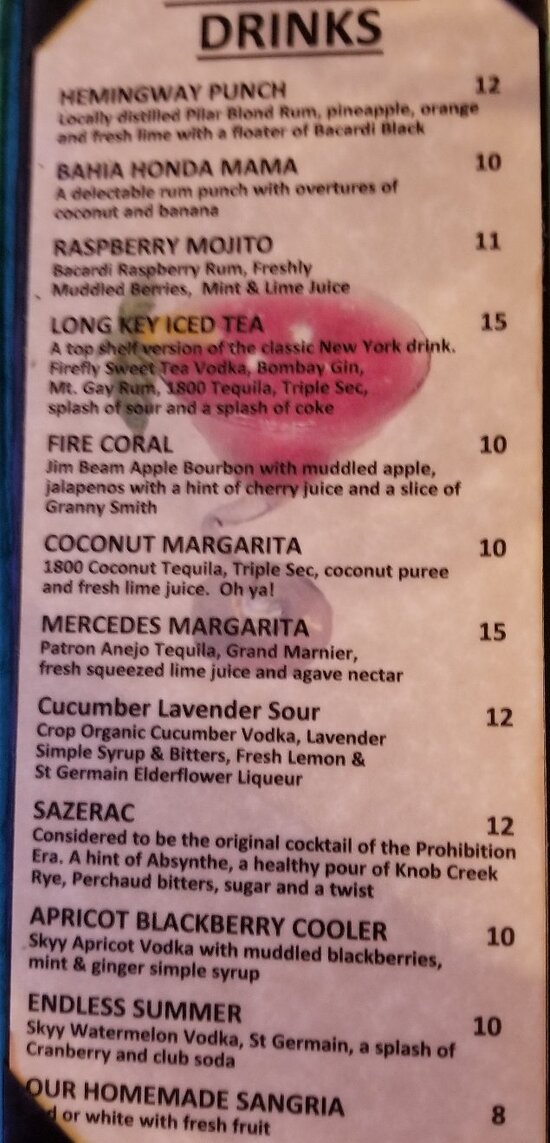 DRINKS
HEMINGWAY PUNCH 12
Locally distilled Pilar Blond Rum, pineapple, orange
and fresh lime with a floater of Bacardi Black
BAHIA HONDA MAMA 10
A delectable rum punch with overtures of
coconut and banana
RASPBERRY MOJITO 11
Bacardi Raspberry Rum, Freshly
Muddled Berries, Mint & Lime Juice
LONG KEY ICED TEA 15
A top shelf version of the classic New York drink.
Firefly Sweet Tea Vodka, Bombay Gin,
Mt. Gay Rum, 1800 Tequila, Triple Sec,
splash of sour and a splash of coke
FIRE CORAL 10
Jim Beam Apple Bourbon with muddled apple,
jalapenos with a hint of cherry juice and a slice of
Granny Smith
COCONUT MARGARITA 10
1800 Coconut Tequila, Triple Sec, coconut puree
and fresh lime juice. Oh ya!
MERCEDES MARGARITA 15
Patron Anejo Tequila, Grand Marnier,
fresh squeezed lime juice and agave nectar
Cucumber Lavender Sour 12
Crop Organic Cucumber Vodka, Lavender
Simple Syrup & Bitters, Fresh Lemon &
St Germain Elderflower Liqueur
SAZERAC 12
Considered to be the original cocktail of the Prohibition
Era. A hint of Absynthe, a healthy pour of Knob Creek
Rye, Perchaud bitters, sugar and a twist
APRICOT BLACKBERRY COOLER 10
Skyy Apricot Vodka with muddled blackberries,
mint & ginger simple syrup
ENDLESS SUMMER 10
Skyy Watermelon Vodka, St Germain, a splash of
Cranberry and club soda
OUR HOMEMADE SANGRIA 8
or white with fresh fruit